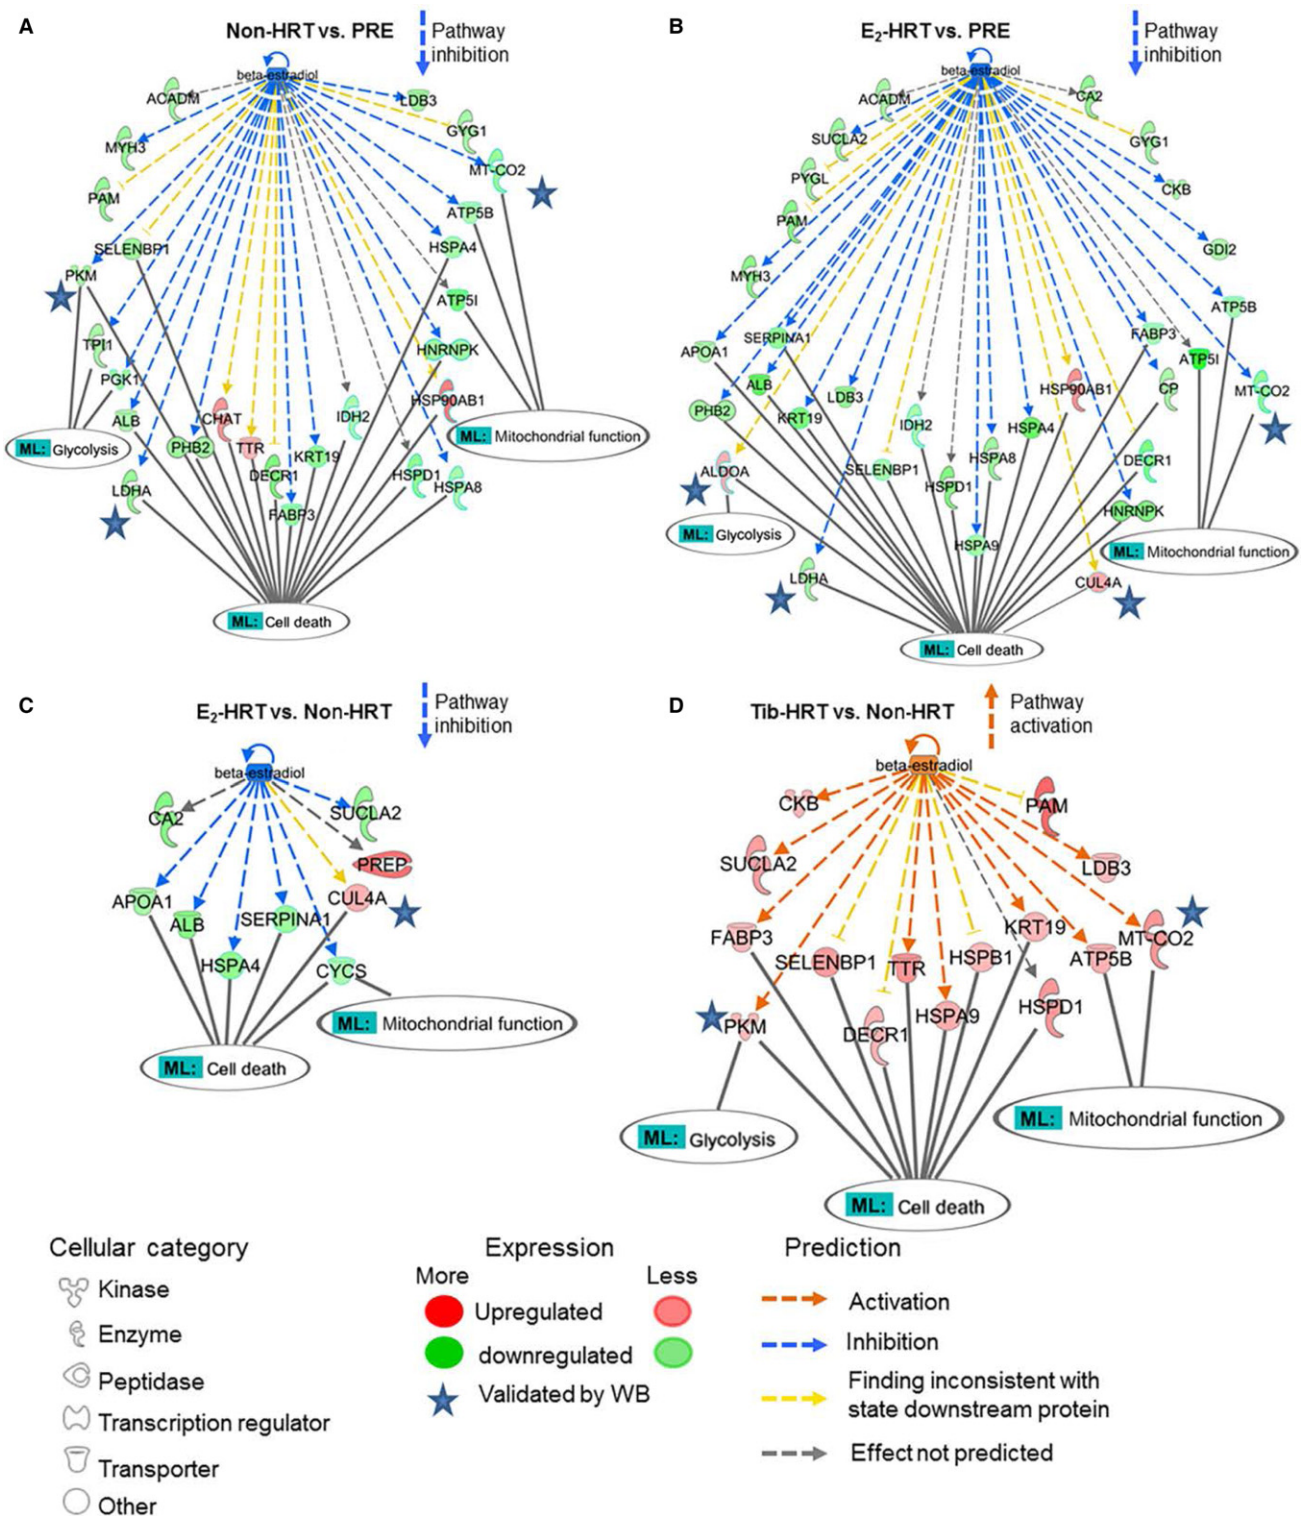 A
Non-HRT vs. PRE
Pathway
inhibition
beta-estradiol
ACADM
LDB3
GYG1
MYH3
MT-CO2
PAM
ATP5B
SELENBP1
HSPA4
PKM
ATP5I
TPI1
HNRNPK
PGK1
HSP90AB1
ALB
CHAT
IDH2
PHB2
TTR
KRT19
ML: Glycolysis
ML: Mitochondrial function
DECR1
HSPD1
HSPA8
LDHA
FABP3
ML: Cell death
B
E2-HRT vs. PRE
Pathway
inhibition
beta-estradiol
ACADM
CA2
SUCLA2
GYG1
PYGL
CKB
PAM
GDI2
MYH3
ATP5B
SERPINA1
FABP3
APOA1
ATP5I
ALB
LDB3
HSP90AB1
CP
MT-CO2
PHB2
KRT19
IDH2
HSPA4
ALDOA
SELENBP1
HSPA8
DECR1
HSPD1
HNRNPK
ML: Glycolysis
HSPA9
ML: Mitochondrial function
LDHA
CUL4A
ML: Cell death
C
E2-HRT vs. Non-HRT
Pathway
inhibition
beta-estradiol
CA2
SUCLA2
PREP
APOA1
CUL4A
ALB
SERPINA1
HSPA4
CYCS
ML: Mitochondrial function
ML: Cell death
D
Tib-HRT vs. Non-HRT
Pathway
activation
beta-estradiol
CKB
PAM
SUCLA2
LDB3
FABP3
KRT19
MT-CO2
SELENBP1
TTR
HSPB1
ATP5B
PKM
DECR1
HSPA9
HSPD1
ML: Glycolysis
ML: Mitochondrial function
ML: Cell death
Cellular category
Kinase
Enzyme
Peptidase
Transcription regulator
Transporter
Other
Expression
More Less
Upregulated
downregulated
Validated by WB
Prediction
Activation
Inhibition
Finding inconsistent with
state downstream protein
Effect not predicted